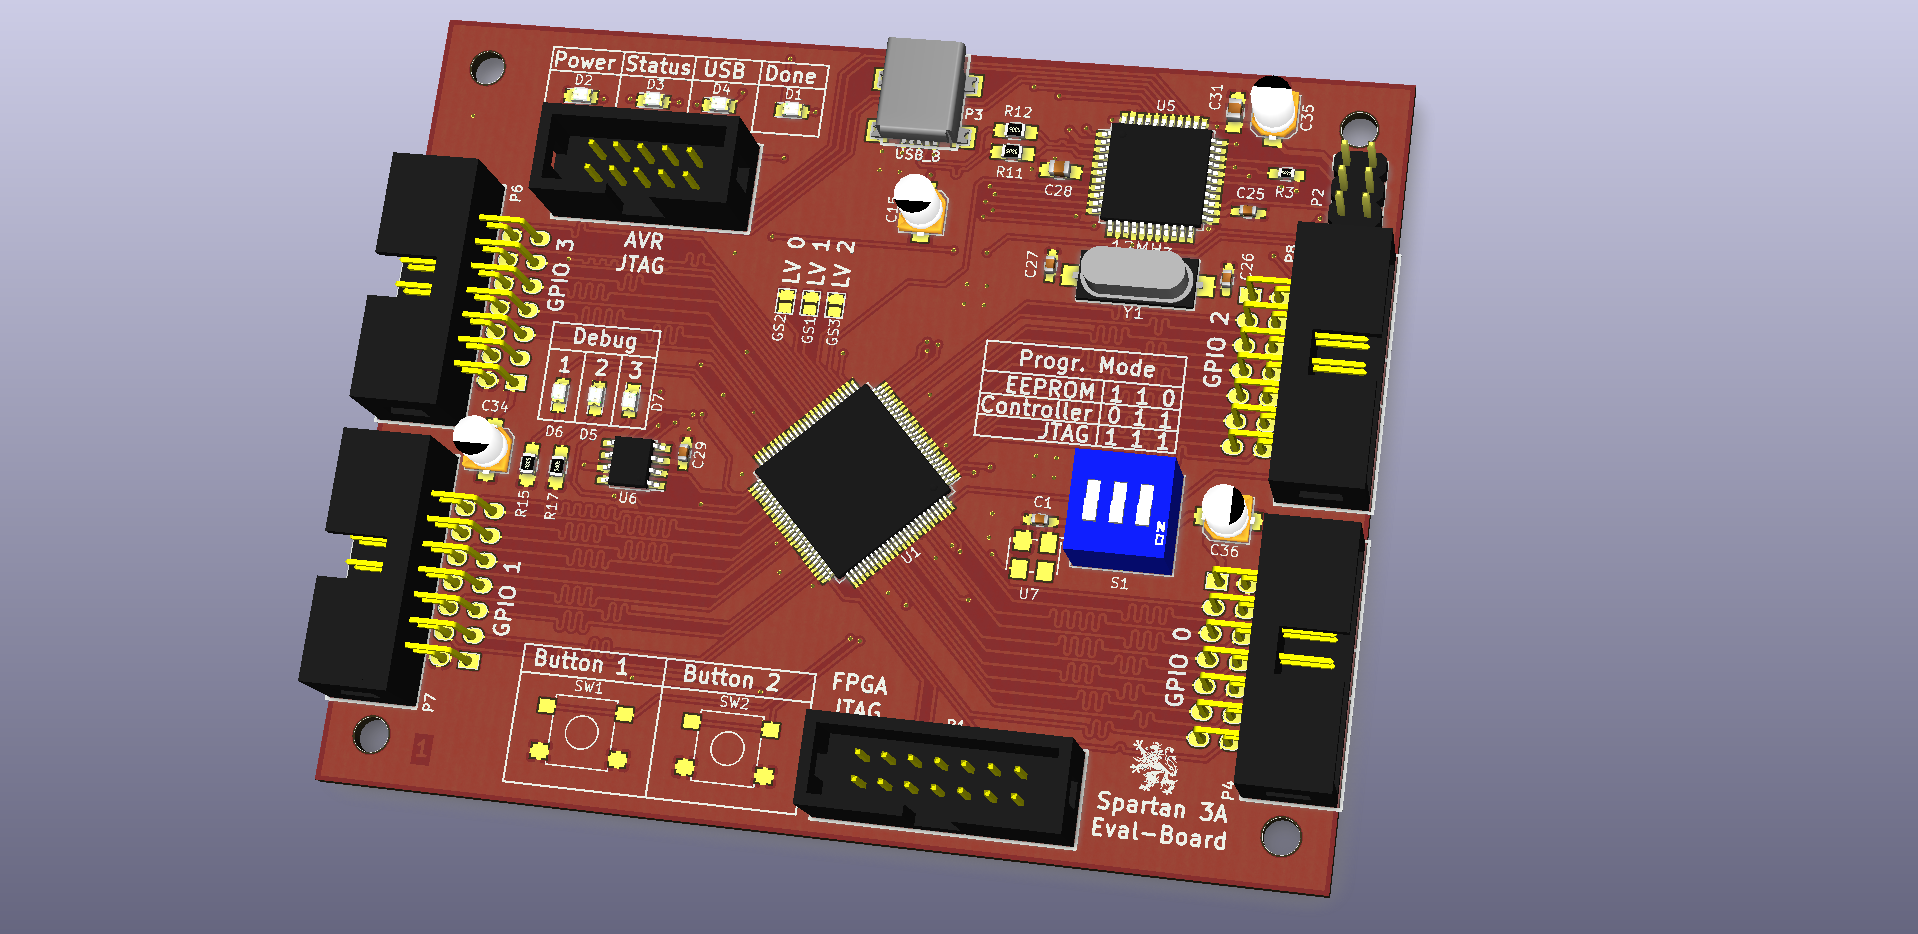 Power Status USB Done
D2 D3 D4 D1
P3
USB_B
R12
R11
C28
U5
C31
C35
R3
C25
P2
P6
AVR
JTAG
GPIO 3
LV 0
LV 1
LV 2
GS2
GS1
GS3
C27
12MHz
C26
Y1
P8
GPIO 2
Debug
1 2 3
D7
D6 D5
C34
R15
R17
U6
C29
Progr. Mode
EEPROM 1 1 0
Controller 0 1 1
JTAG 1 1 1
U1
C1
U7
S1
C36
GPIO 1
P7
GPIO 0
P4
Button 1
SW1
Button 2
SW2
FPGA
JTAG
P1
1
Spartan 3A
Eval-Board